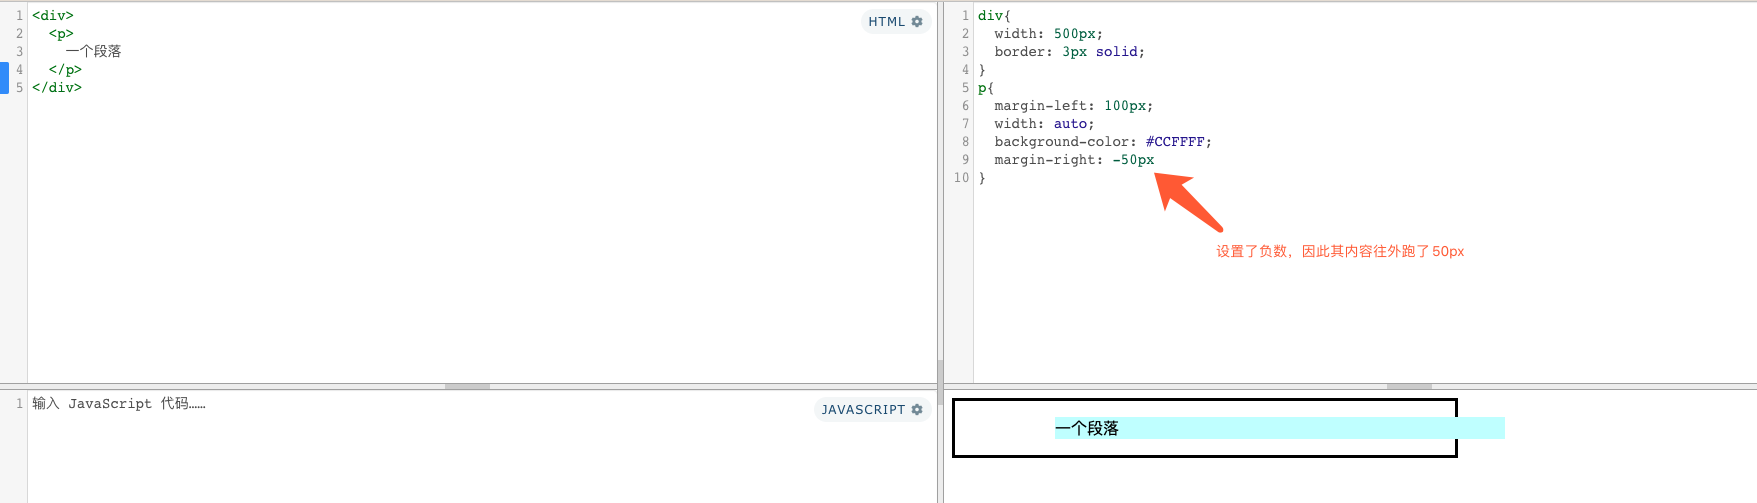 1 <div>
2 <p>
3 一个段落
4 </p>
5 </div>
HTML
1 div{
2 width: 500px;
3 border: 3px solid;
4 }
5 p{
6 margin-left: 100px;
7 width: auto;
8 background-color: #CCFFFF;
9 margin-right: -50px
10 }
设置了负数，因此其内容往外跑了50px
1 输入 JavaScript 代码……
JAVASCRIPT
一个段落